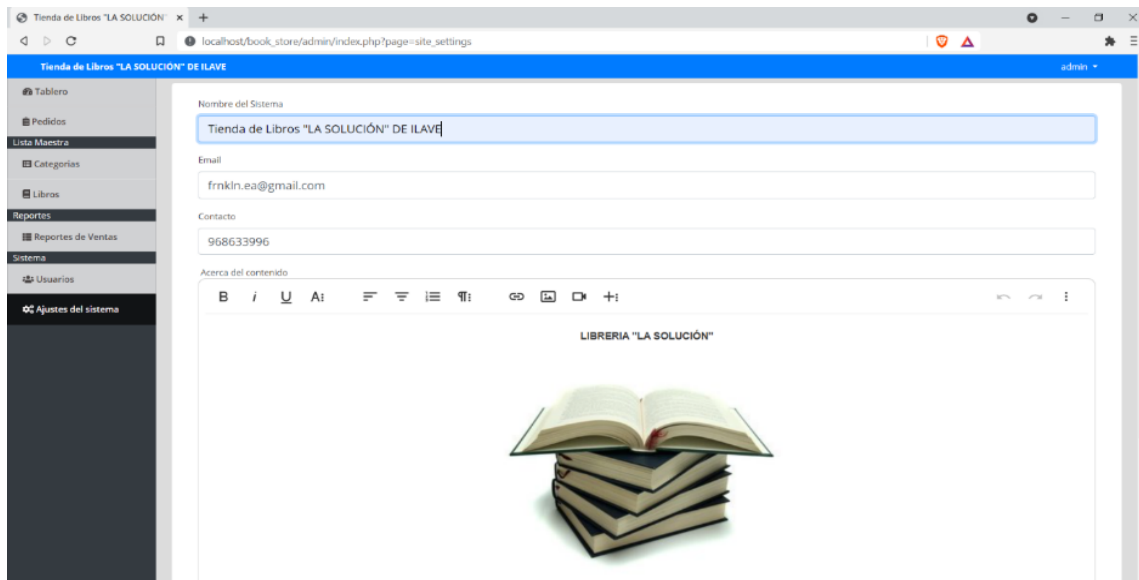 Tienda de Libros "LA SOLUCIÓN"
localhost/book_store/admin/index.php?page=site_settings
Tienda de Libros "LA SOLUCIÓN" DE ILAVE
admin
Tablero
Pedidos
Lista Maestra
Categorias
Libros
Reportes
Reportes de Ventas
Sistema
Usuarios
Ajustes del sistema
Nombre del Sistema
Tienda de Libros "LA SOLUCIÓN" DE ILAVE
Email
frnkln.ea@gmail.com
Contacto
968633996
Acerca del contenido
B i U A
LIBRERIA "LA SOLUCIÓN"